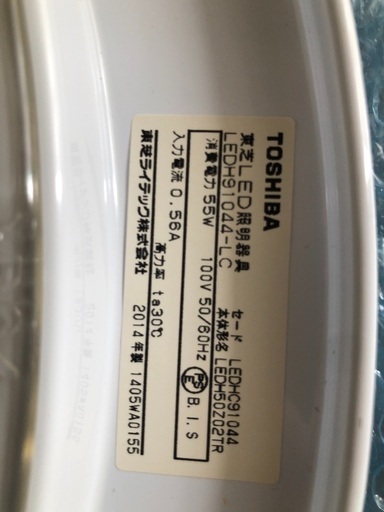 TOSHIBA
東芝LED照明器具 セード LEDHC91044
LEDH91044-LC 本体形名 LEDH50202TR
消費電力 55W 100V 50/60Hz PSE B.I.S
入力電流 0.56A 高力率 ta30℃
東芝ライテック株式会社 2014年製 1405WA0155